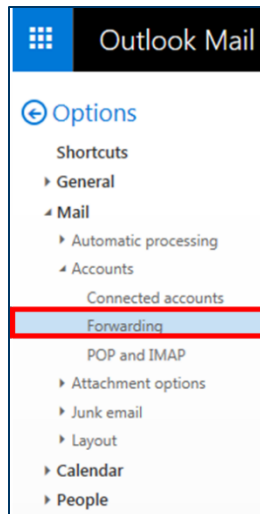 Outlook Mail
Options
Shortcuts
General
Mail
Automatic processing
Accounts
Connected accounts
Forwarding
POP and IMAP
Attachment options
Junk email
Layout
Calendar
People